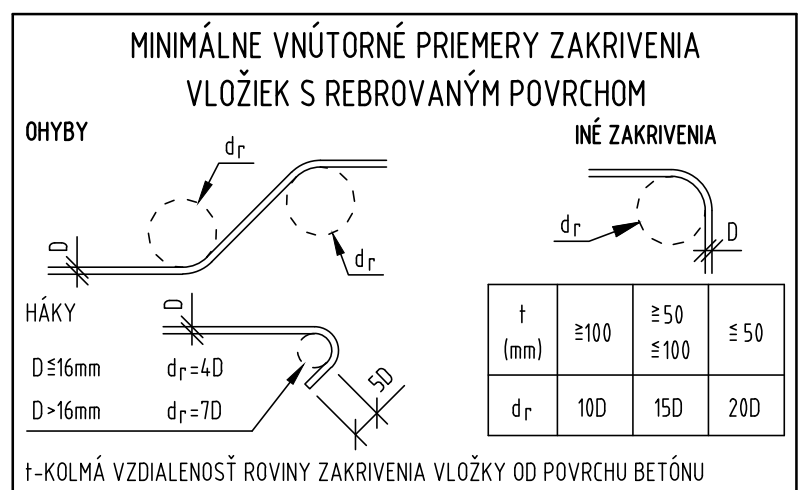 MINIMÁLNE VNÚTORNÉ PRIEMERY ZAKRIVENIA
VLOŽIEK S REBROVANÝM POVRCHOM
OHYBY
INÉ ZAKRIVENIA
dr
D
dr
dr
D
HÁKY
D
D≦16mm dr=4D
D>16mm dr=7D
5D
t (mm) ≧100 ≧50 ≦100 ≦50
dr 10D 15D 20D
t-KOLMÁ VZDIALENOSŤ ROVINY ZAKRIVENIA VLOŽKY OD POVRCHU BETÓNU